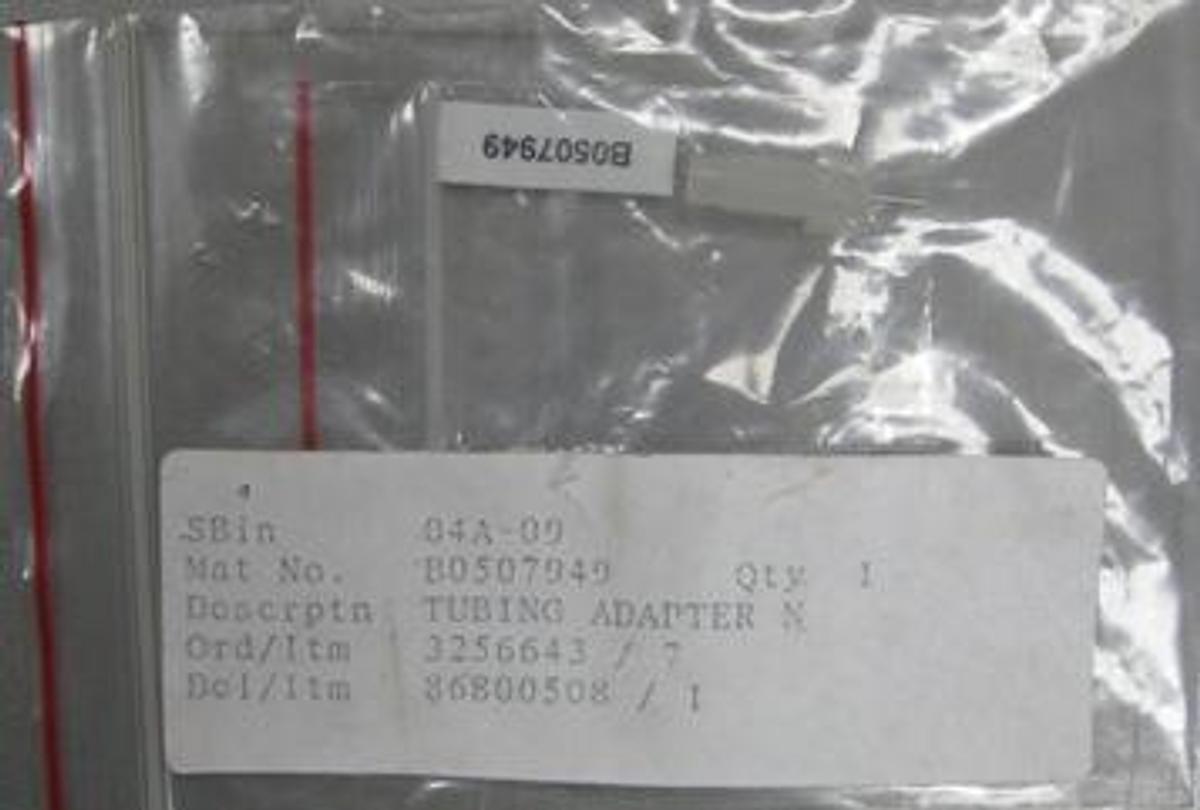 B0507949
SBin 04A-09
Mat No. B0507949 Qty 1
Descrptn TUBING ADAPTER
Ord/Itm 3256643 / 7
Del/Itm 86800508 / 1